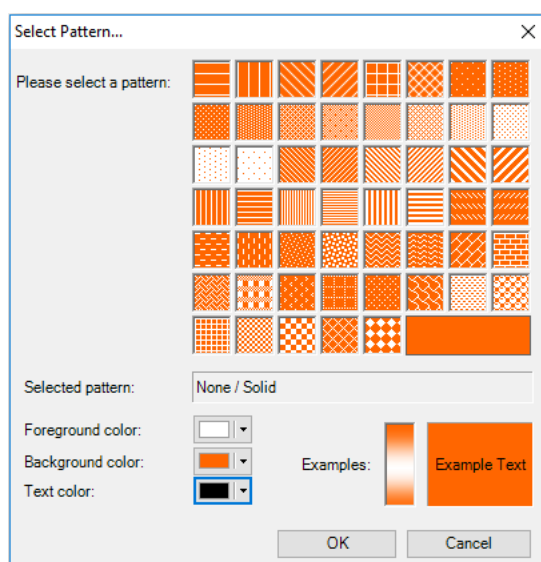 Select Pattern...
Please select a pattern:
Selected pattern: None / Solid
Foreground color:
Background color:
Text color:
Examples: Example Text
OK Cancel